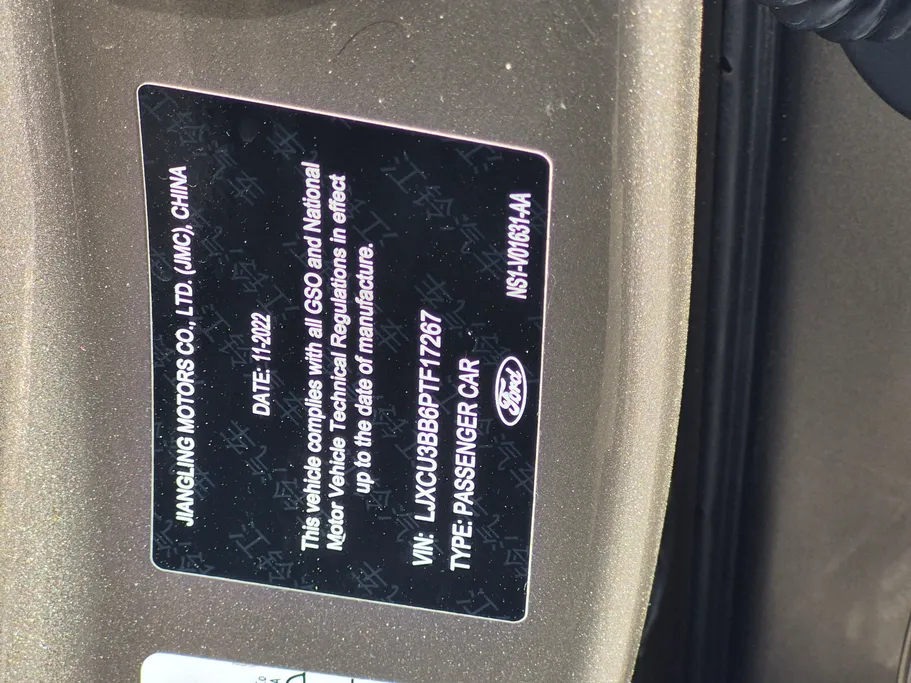 JIANGLING MOTORS CO., LTD. (JMC), CHINA
DATE: 11-2022
This vehicle complies with all GSO and National
Motor Vehicle Technical Regulations in effect
up to the date of manufacture.
VIN: LJXCU3BB6PTF17267
TYPE: PASSENGER CAR
Ford
NS1-V01631-AA